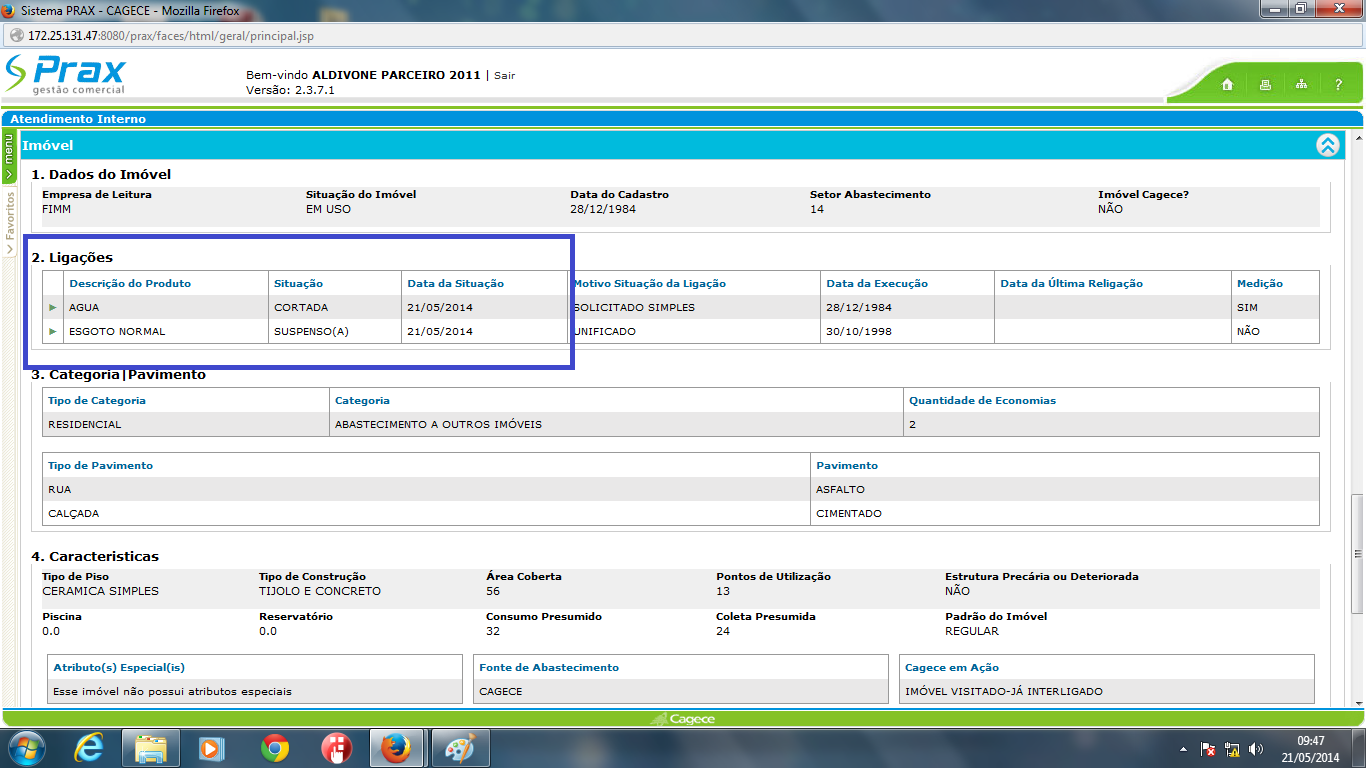 Sistema PRAX - CAGECE - Mozilla Firefox
172.25.131.47:8080/prax/faces/html/geral/principal.jsp
Prax
gestão comercial
Bem-vindo ALDIVONE PARCEIRO 2011 | Sair
Versão: 2.3.7.1
?
Atendimento Interno
menu
Favoritos
Imóvel
1. Dados do Imóvel
Empresa de Leitura Situação do Imóvel Data do Cadastro Setor Abastecimento Imóvel Cagece?
FIMM EM USO 28/12/1984 14 NÃO
2. Ligações
Descrição do Produto Situação Data da Situação Motivo Situação da Ligação Data da Execução Data da Última Religação Medição
AGUA CORTADA 21/05/2014 SOLICITADO SIMPLES 28/12/1984 SIM
ESGOTO NORMAL SUSPENSO(A) 21/05/2014 UNIFICADO 30/10/1998 NÃO
3. Categoria|Pavimento
Tipo de Categoria Categoria Quantidade de Economias
RESIDENCIAL ABASTECIMENTO A OUTROS IMÓVEIS 2
Tipo de Pavimento Pavimento
RUA ASFALTO
CALÇADA CIMENTADO
4. Caracteristicas
Tipo de Piso Tipo de Construção Área Coberta Pontos de Utilização Estrutura Precária ou Deteriorada
CERAMICA SIMPLES TIJOLO E CONCRETO 56 13 NÃO
Piscina Reservatório Consumo Presumido Coleta Presumida Padrão do Imóvel
0.0 0.0 32 24 REGULAR
Atributo(s) Especial(is) Fonte de Abastecimento Cagece em Ação
Esse imóvel não possui atributos especiais CAGECE IMÓVEL VISITADO-JÁ INTERLIGADO
Cagece
09:47
21/05/2014